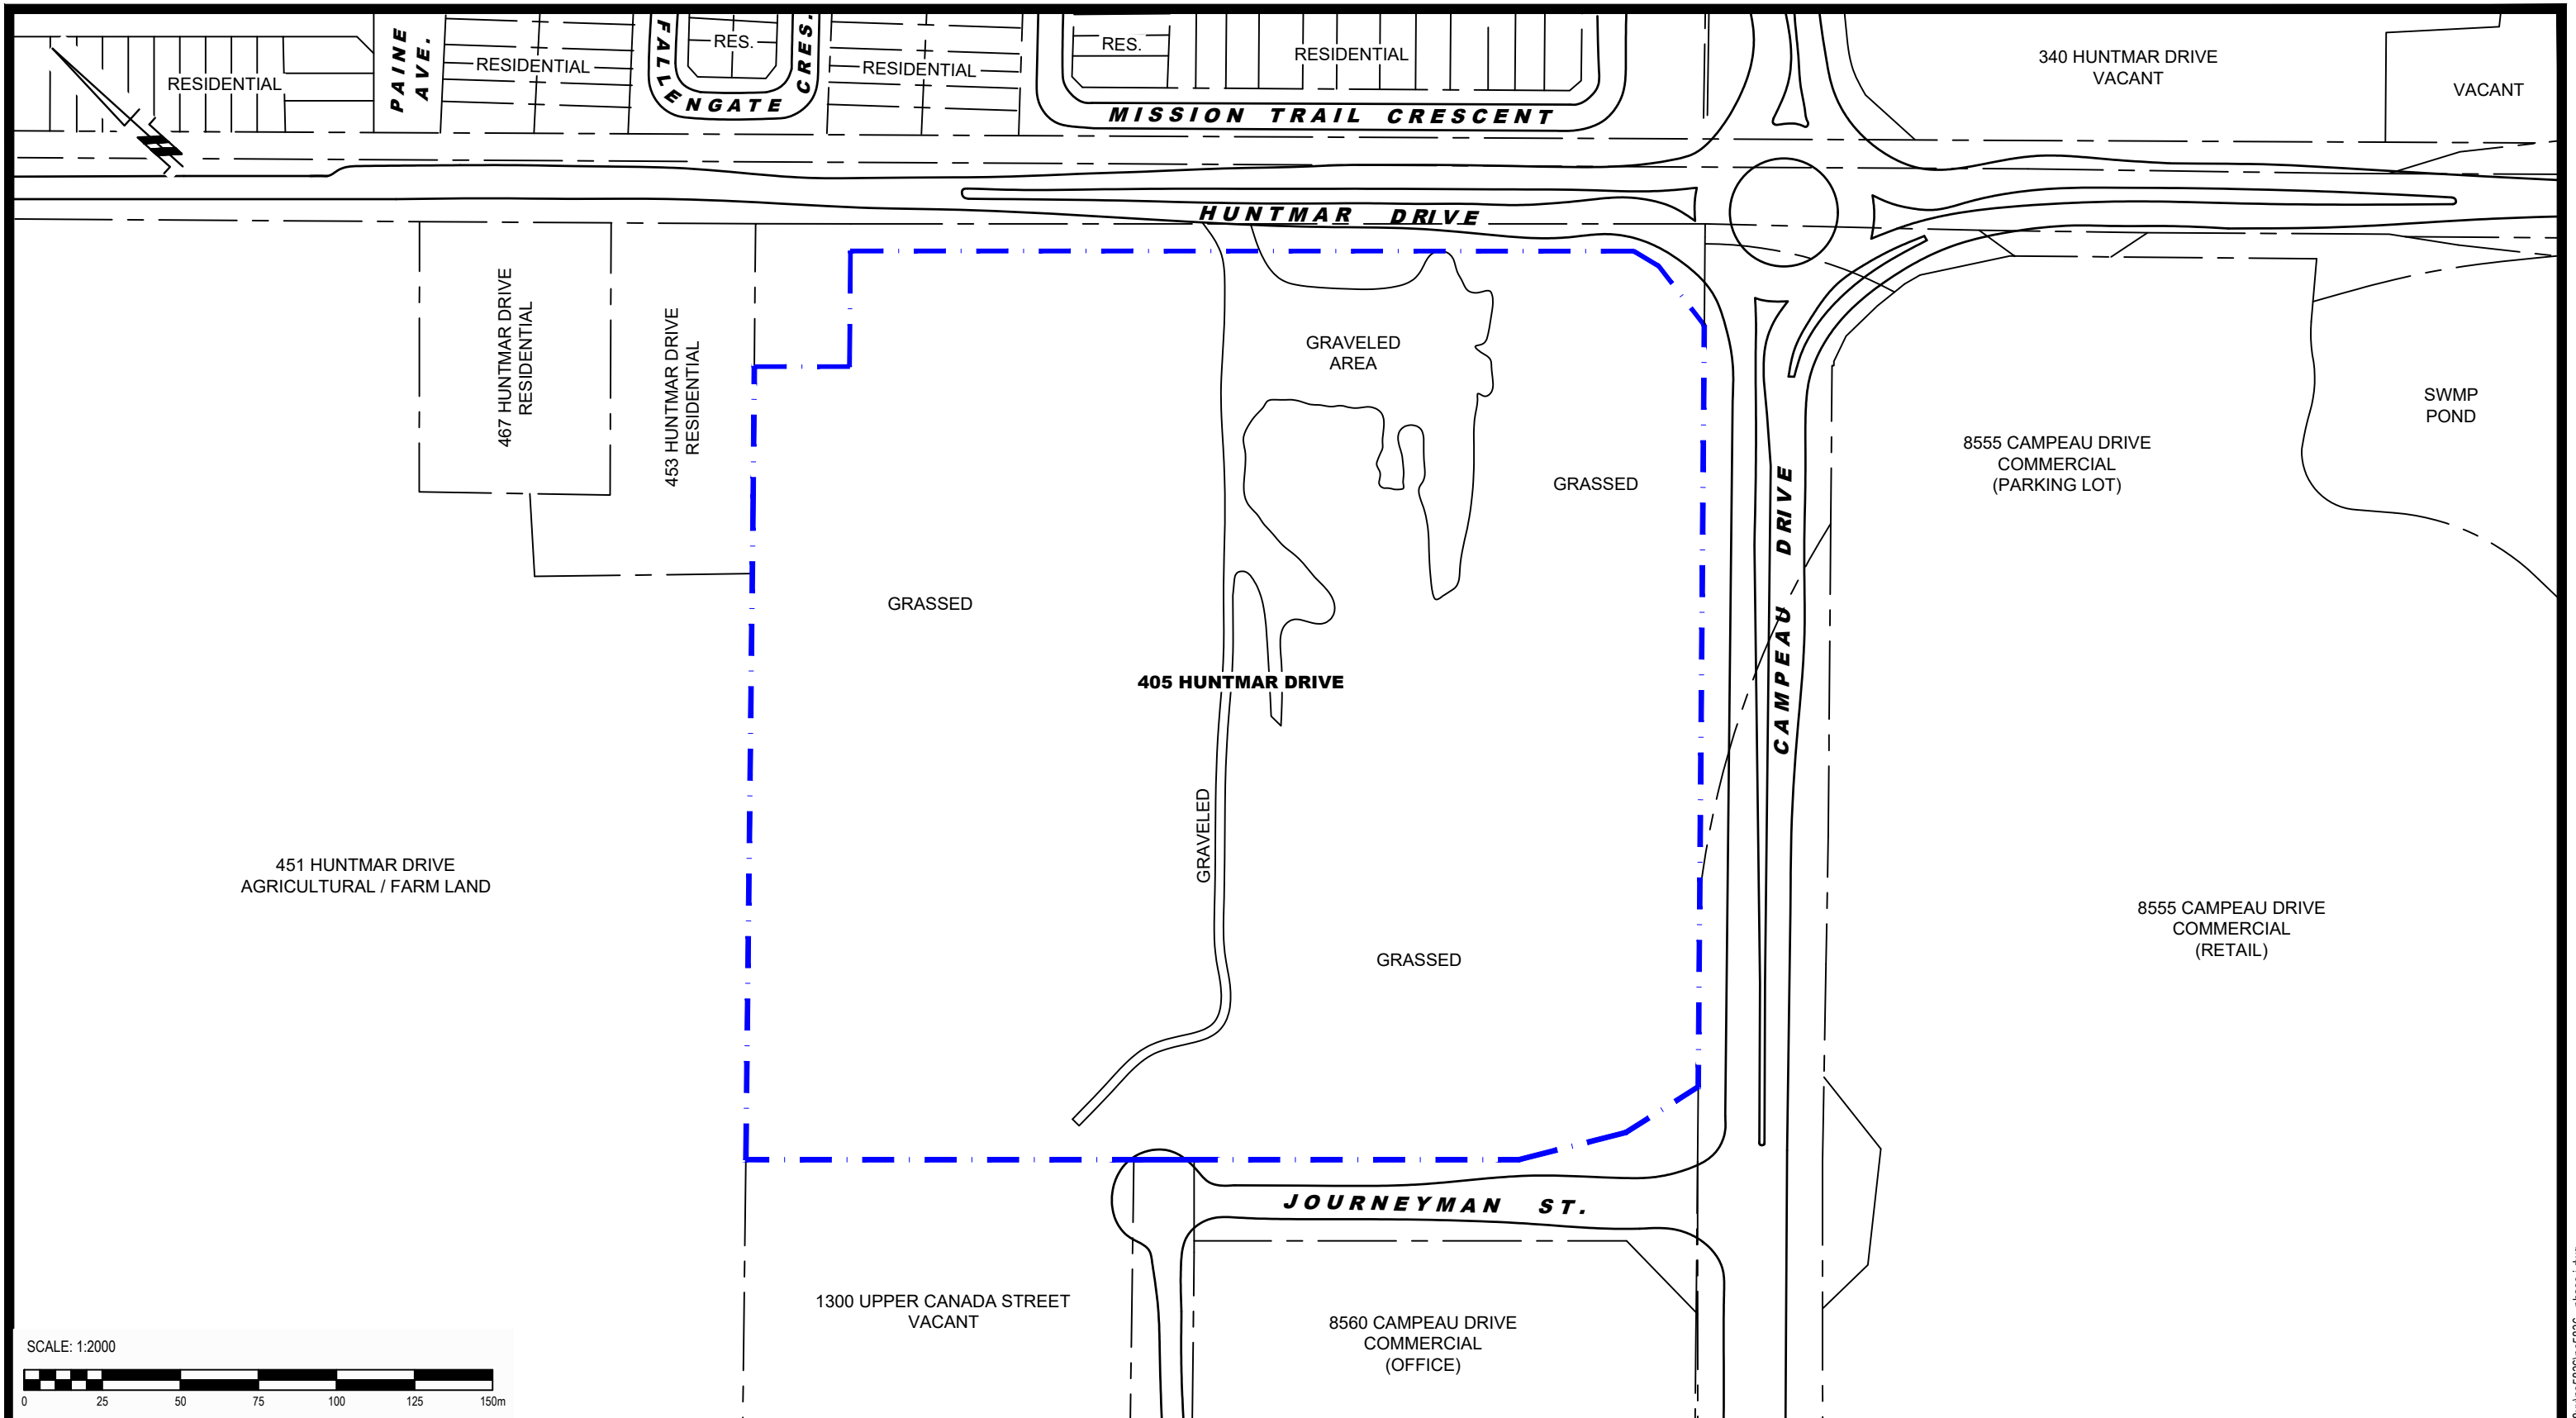 RESIDENTIAL
PAINE
AVE.
RESIDENTIAL
FALLENGATE CRES.
RES.
RESIDENTIAL
RES.
RESIDENTIAL
MISSION TRAIL CRESCENT
340 HUNTMAR DRIVE
VACANT
VACANT
HUNTMAR DRIVE
467 HUNTMAR DRIVE
RESIDENTIAL
453 HUNTMAR DRIVE
RESIDENTIAL
GRAVELED
AREA
GRASSED
CAMPEAU DRIVE
8555 CAMPEAU DRIVE
COMMERCIAL
(PARKING LOT)
SWMP
POND
GRASSED
405 HUNTMAR DRIVE
GRAVELED
451 HUNTMAR DRIVE
AGRICULTURAL / FARM LAND
GRASSED
8555 CAMPEAU DRIVE
COMMERCIAL
(RETAIL)
JOURNEYMAN ST.
1300 UPPER CANADA STREET
VACANT
8560 CAMPEAU DRIVE
COMMERCIAL
(OFFICE)
SCALE: 1:2000
0 25 50 75 100 125 150m